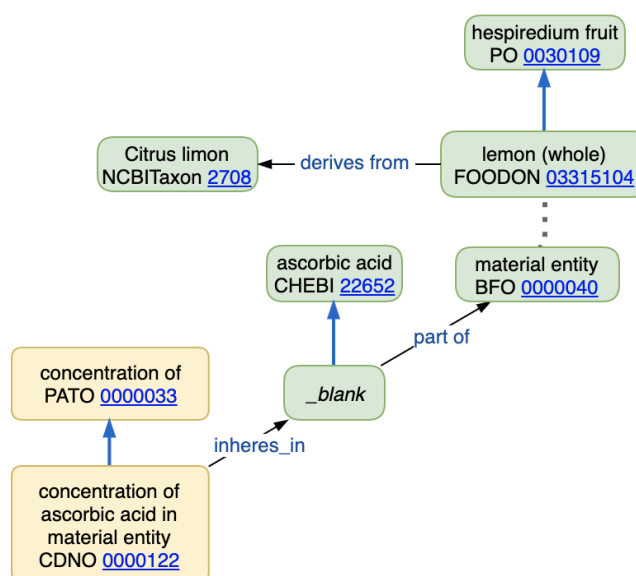 hespiredium fruit
PO 0030109
Citrus limon
NCBITaxon 2708
derives from
lemon (whole)
FOODON 03315104
ascorbic acid
CHEBI 22652
material entity
BFO 0000040
part of
concentration of
PATO 0000033
_blank
inheres_in
concentration of
ascorbic acid in
material entity
CDNO 0000122